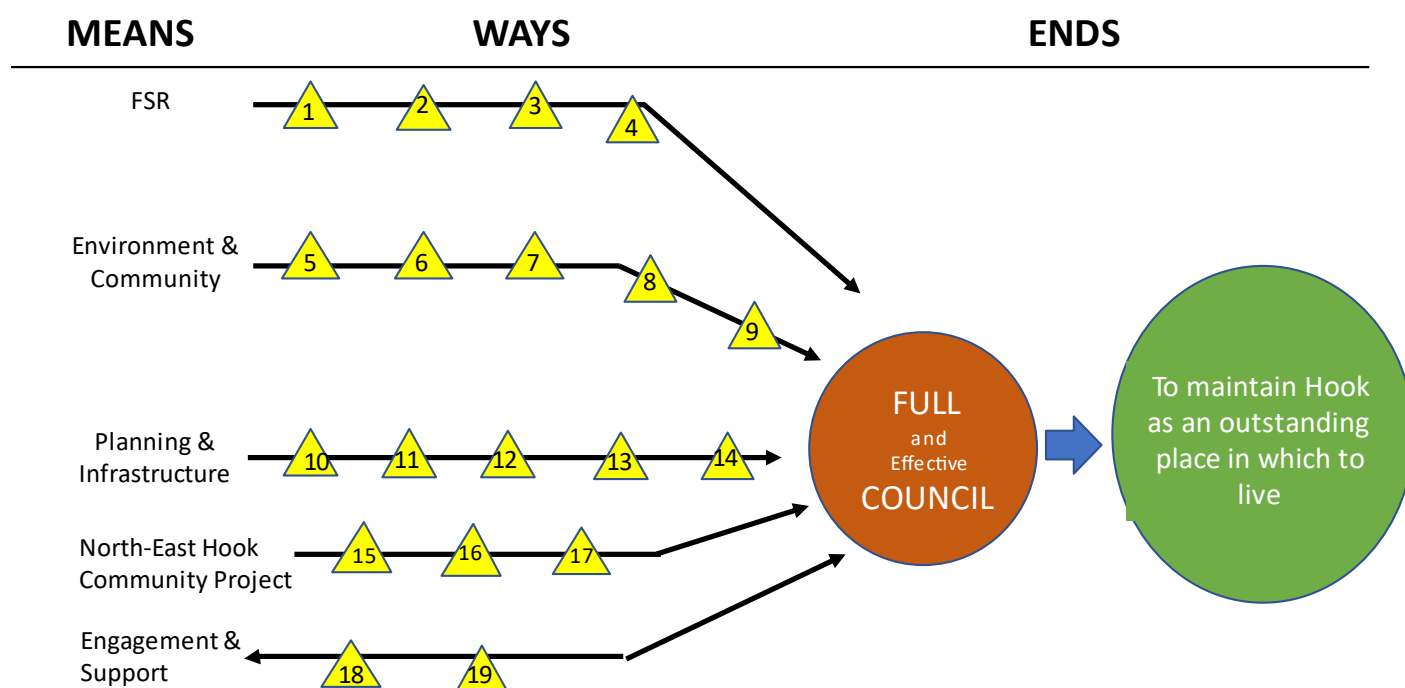 MEANS WAYS ENDS
FSR
1 2 3 4
Environment &
Community
5 6 7 8 9
Planning &
Infrastructure
10 11 12 13 14
North-East Hook
Community Project
15 16 17
Engagement &
Support
18 19
FULL
and
Effective
COUNCIL
To maintain Hook
as an outstanding
place in which to
live